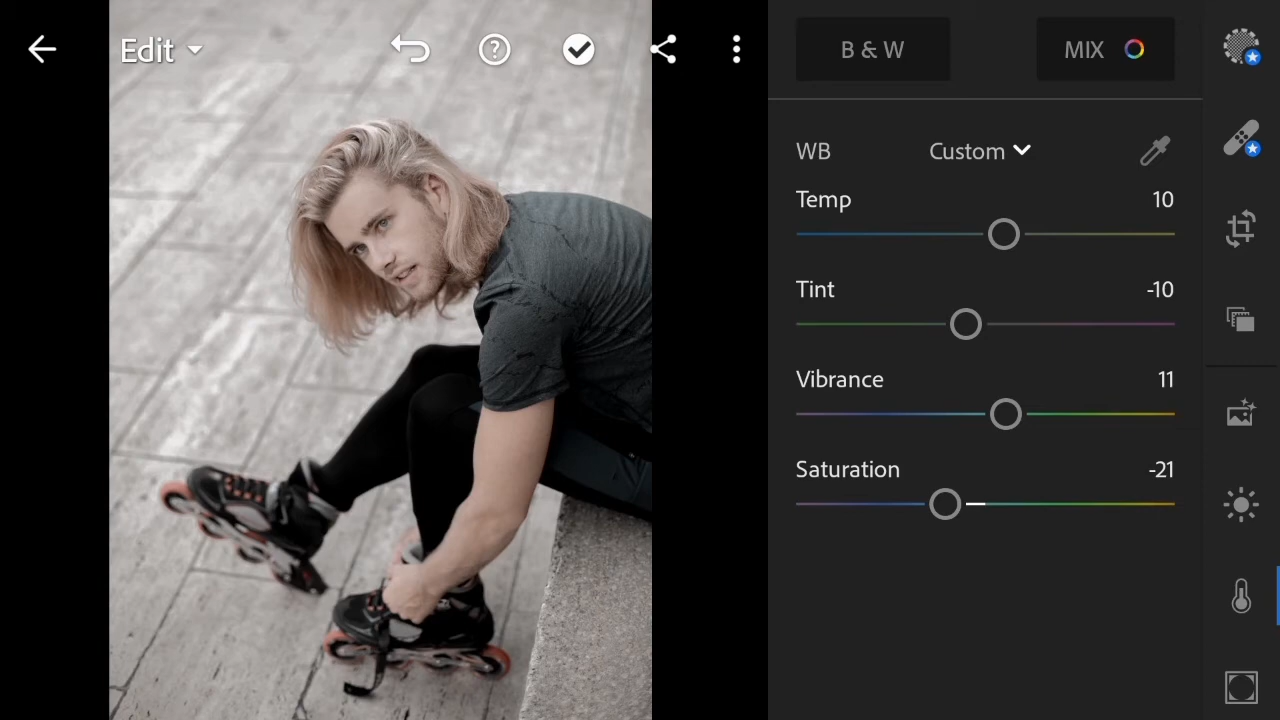 Edit
B & W
MIX
WB
Custom
Temp
10
Tint
-10
Vibrance
11
Saturation
-21